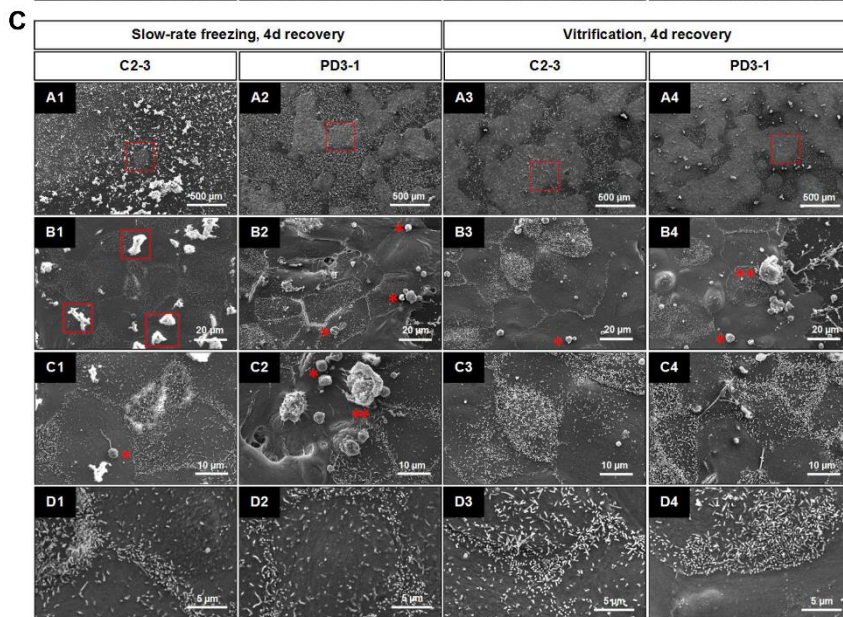 C
Slow-rate freezing, 4d recovery Vitrification, 4d recovery
C2-3 PD3-1 C2-3 PD3-1
A1 A2 A3 A4
500 µm 500 µm 500 µm 500 µm
B1 B2 B3 B4
* * * * ** *
20 µm 20 µm 20 µm 20 µm
C1 C2 C3 C4
* * **
10 µm 10 µm 10 µm 10 µm
D1 D2 D3 D4
5 µm 5 µm 5 µm 5 µm